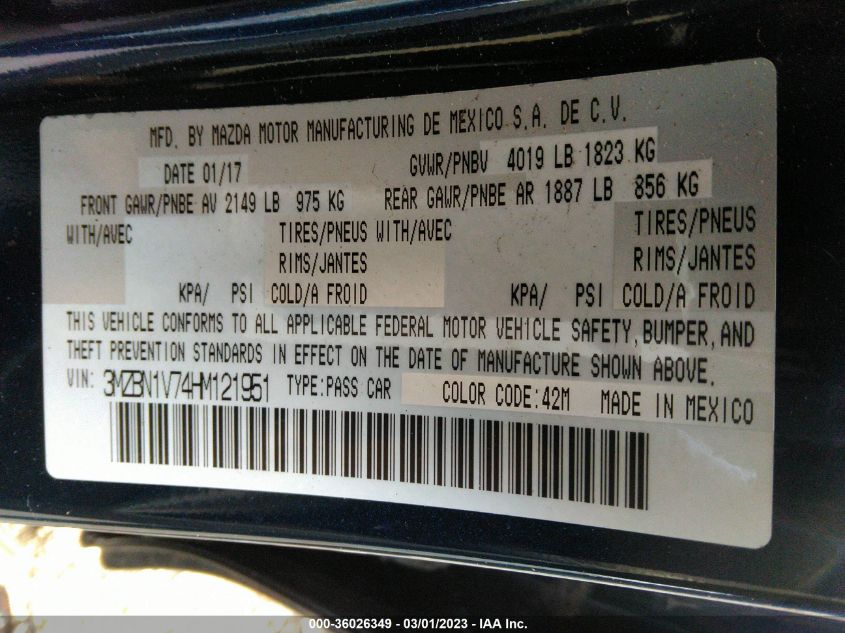 MFD. BY MAZDA MOTOR MANUFACTURING DE MEXICO S.A. DE C.V.
DATE 01/17 GVWR/PNBV 4019 LB 1823 KG
FRONT GAWR/PNBE AV 2149 LB 975 KG REAR GAWR/PNBE AR 1887 LB 856 KG
WITH/AVEC TIRES/PNEUS WITH/AVEC TIRES/PNEUS
RIMS/JANTES RIMS/JANTES
KPA/ PSI COLD/A FROID KPA/ PSI COLD/A FROID
THIS VEHICLE CONFORMS TO ALL APPLICABLE FEDERAL MOTOR VEHICLE SAFETY, BUMPER, AND
THEFT PREVENTION STANDARDS IN EFFECT ON THE DATE OF MANUFACTURE SHOWN ABOVE.
VIN: 3MZBN1V74HM121951 TYPE:PASS CAR COLOR CODE:42M MADE IN MEXICO
000-36026349 - 03/01/2023 - IAA Inc.